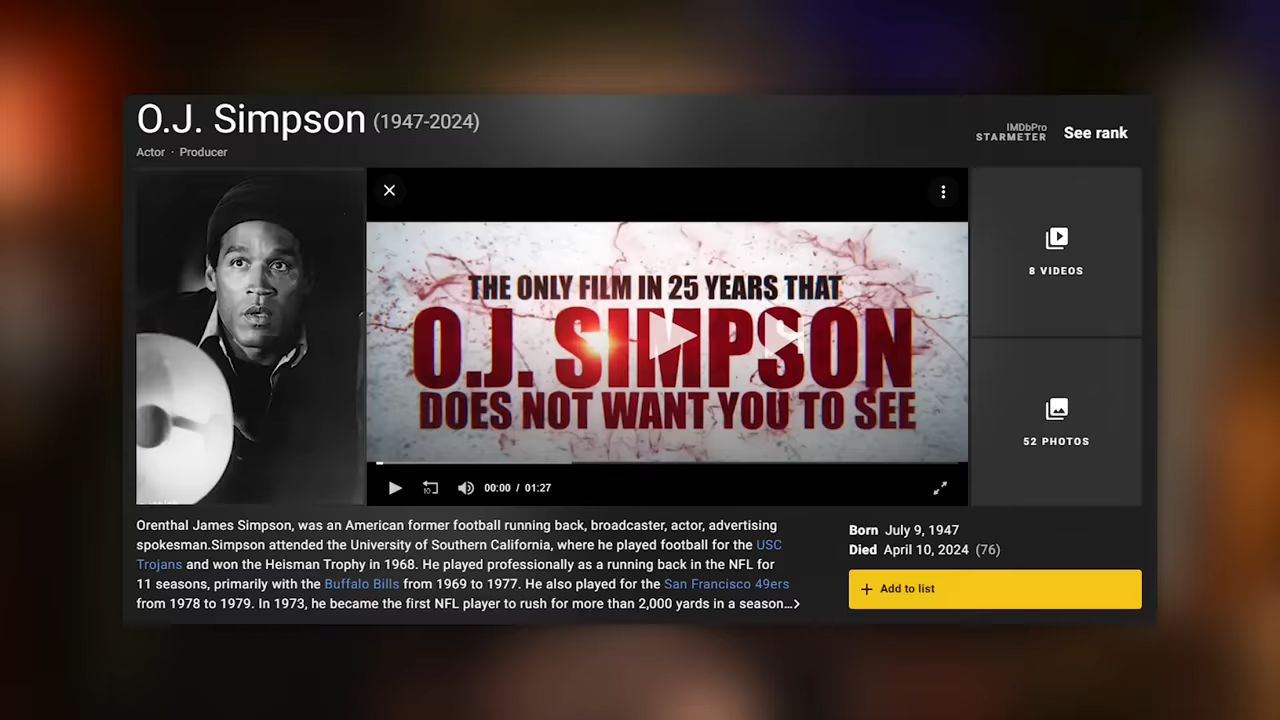 O.J. Simpson (1947-2024)
Actor · Producer
IMDbPro
STARMETER See rank
THE ONLY FILM IN 25 YEARS THAT
O.J. SIMPSON
DOES NOT WANT YOU TO SEE
8 VIDEOS
52 PHOTOS
10
00:00 / 01:27
Orenthal James Simpson, was an American former football running back, broadcaster, actor, advertising
spokesman.Simpson attended the University of Southern California, where he played football for the USC
Trojans and won the Heisman Trophy in 1968. He played professionally as a running back in the NFL for
11 seasons, primarily with the Buffalo Bills from 1969 to 1977. He also played for the San Francisco 49ers
from 1978 to 1979. In 1973, he became the first NFL player to rush for more than 2,000 yards in a season…
Born July 9, 1947
Died April 10, 2024 (76)
+ Add to list